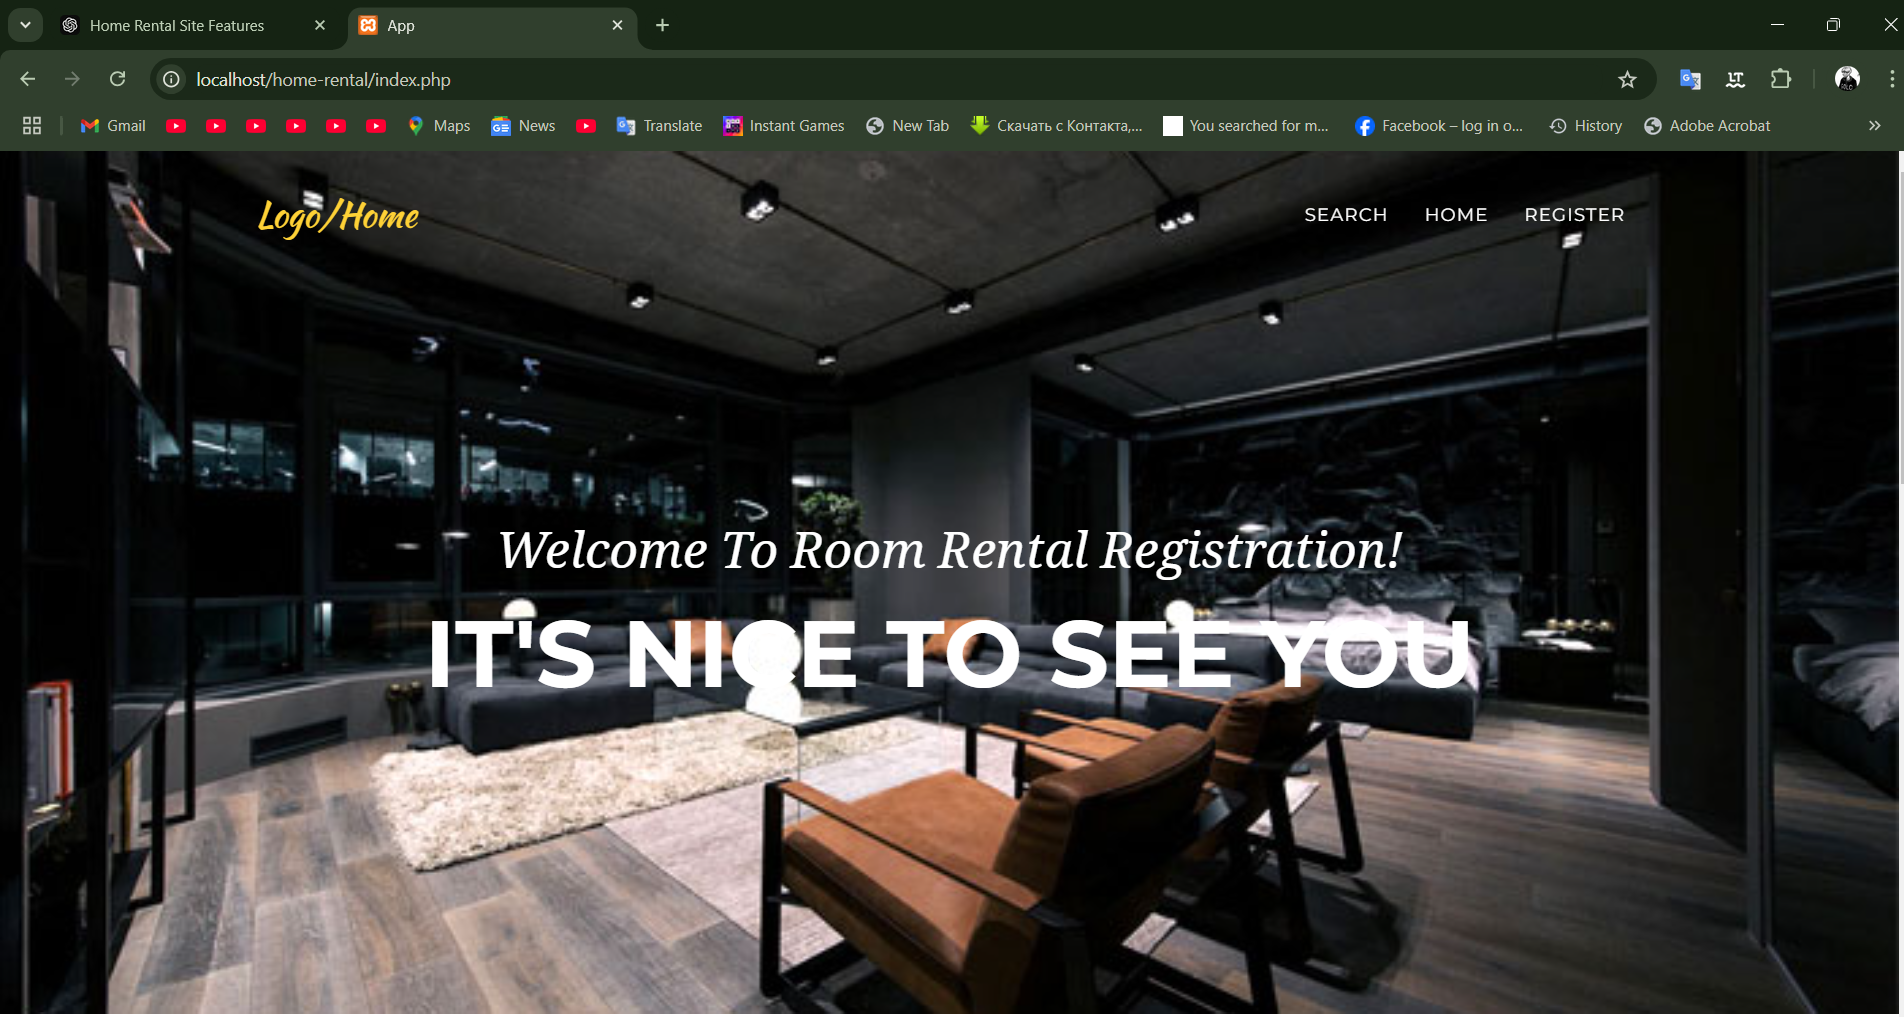 Home Rental Site Features
App
localhost/home-rental/index.php
Gmail
Maps
News
Translate
Instant Games
New Tab
Скачать с Контакта,...
You searched for m...
Facebook – log in o...
History
Adobe Acrobat
Logo/Home
SEARCH HOME REGISTER
Welcome To Room Rental Registration!
IT'S NICE TO SEE YOU